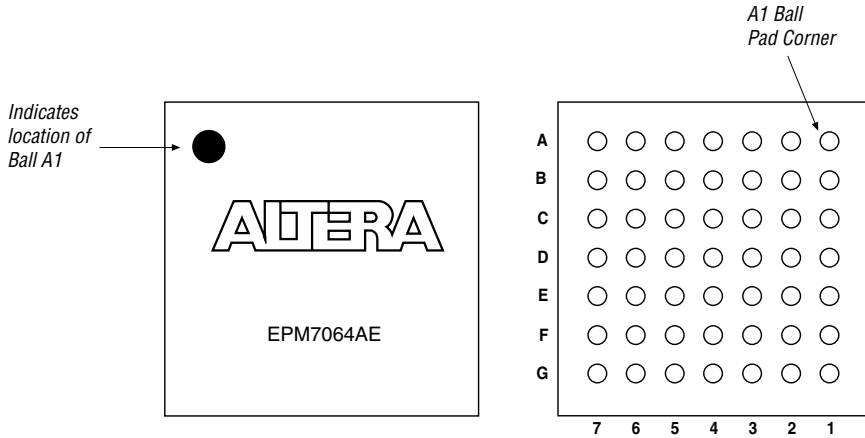 A1 Ball
Pad Corner
Indicates
location of
Ball A1
ALTERA
EPM7064AE
A
B
C
D
E
F
G
7 6 5 4 3 2 1